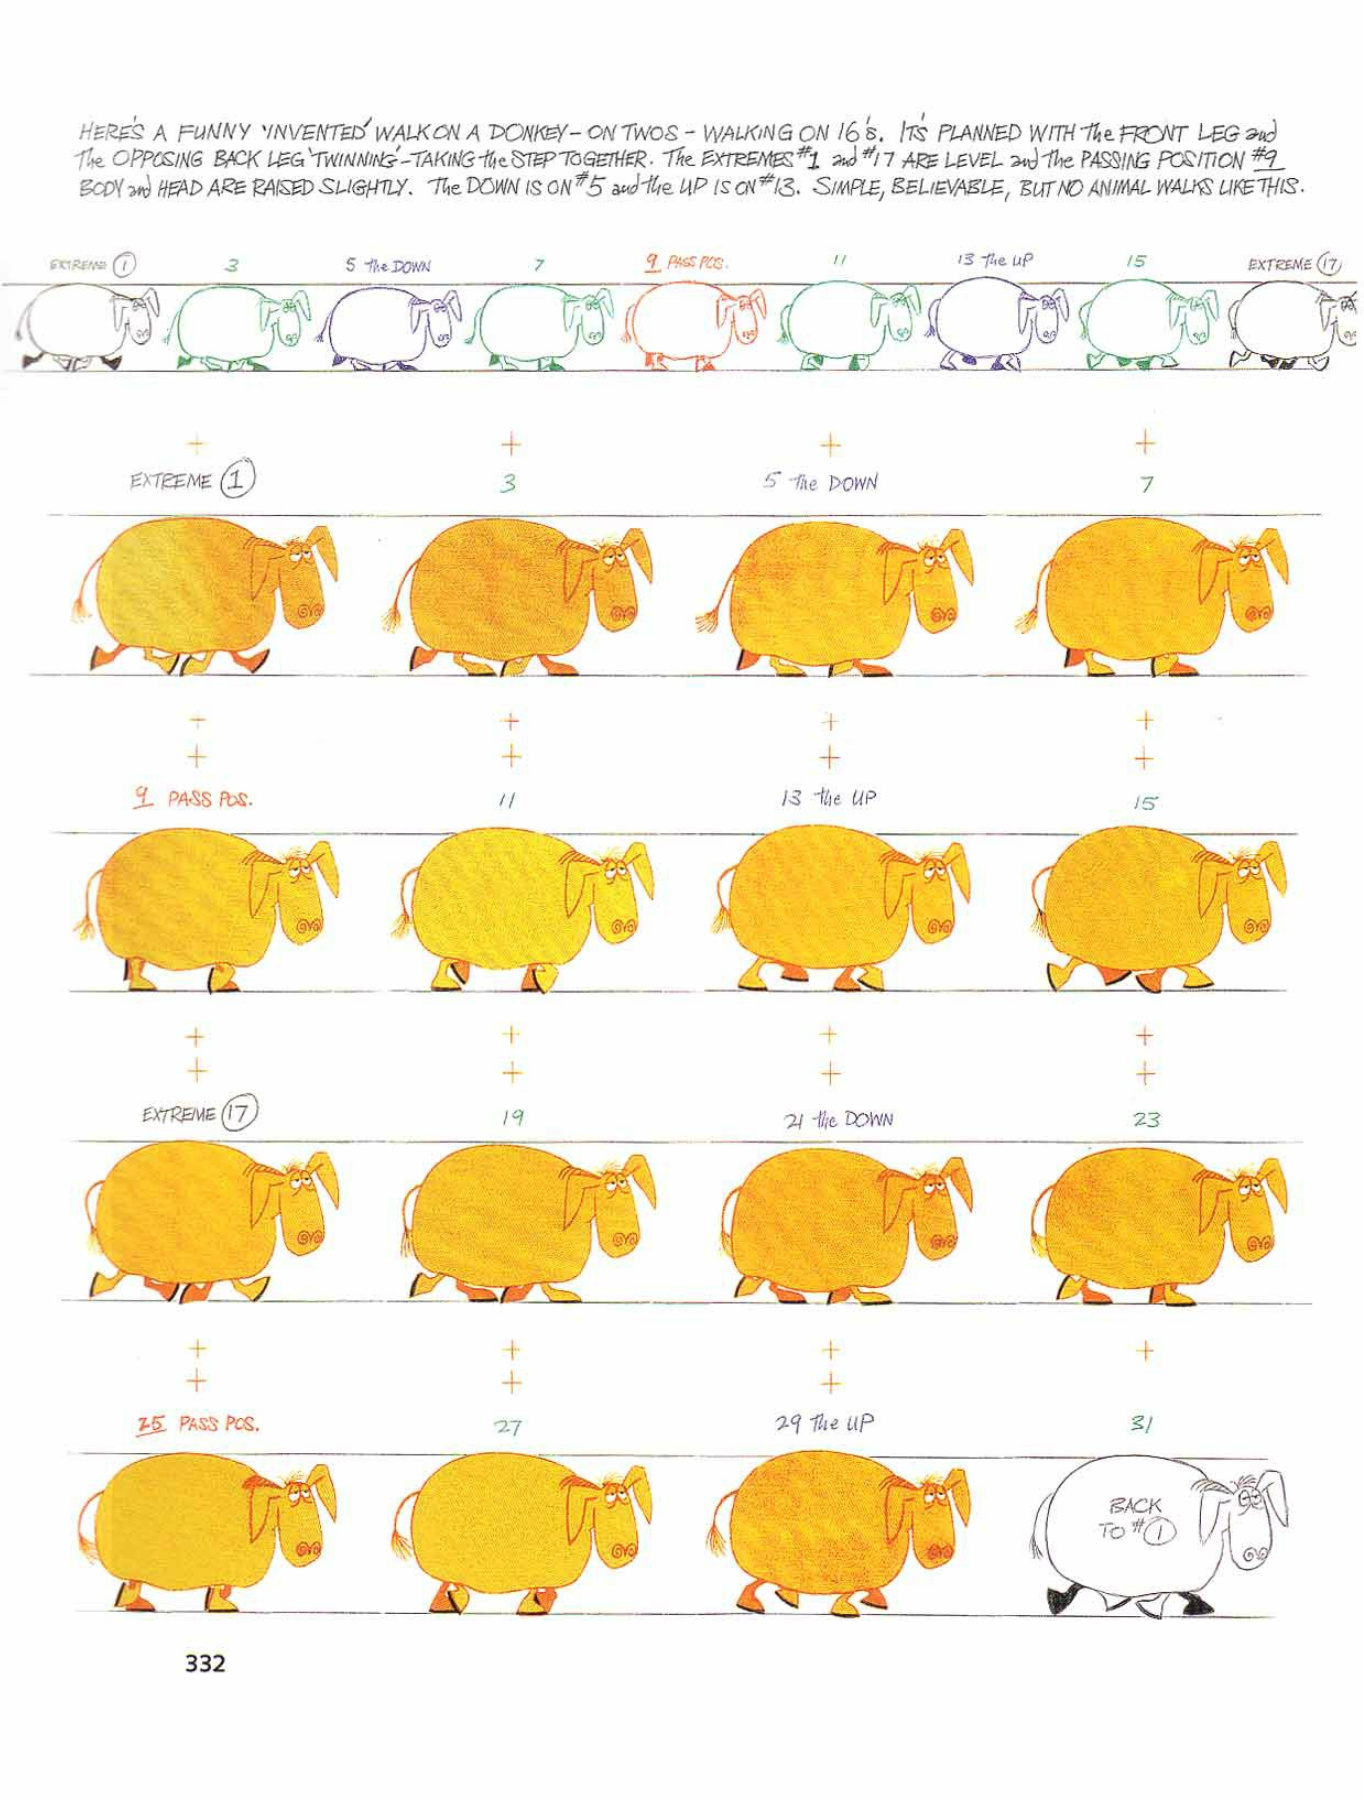 HERE'S A FUNNY 'INVENTED' WALK ON A DONKEY – ON TWOS – WALKING ON 16's. IT'S PLANNED WITH The FRONT LEG and
The OPPOSING BACK LEG 'TWINNING' – TAKING the STEP TOGETHER. The EXTREMES #1 and #17 ARE LEVEL and The PASSING POSITION #9
BODY and HEAD ARE RAISED SLIGHTLY. The DOWN IS ON #5 and the UP IS ON #13. SIMPLE, BELIEVABLE, BUT NO ANIMAL WALKS LIKE THIS.
EXTREME 1 3 5 The DOWN 7 9 PASS POS. 11 13 The UP 15 EXTREME 17
EXTREME 1 3 5 The DOWN 7
9 PASS POS. 11 13 the UP 15
EXTREME 17 19 21 the DOWN 23
25 PASS POS. 27 29 The UP 31
BACK
TO #1
332